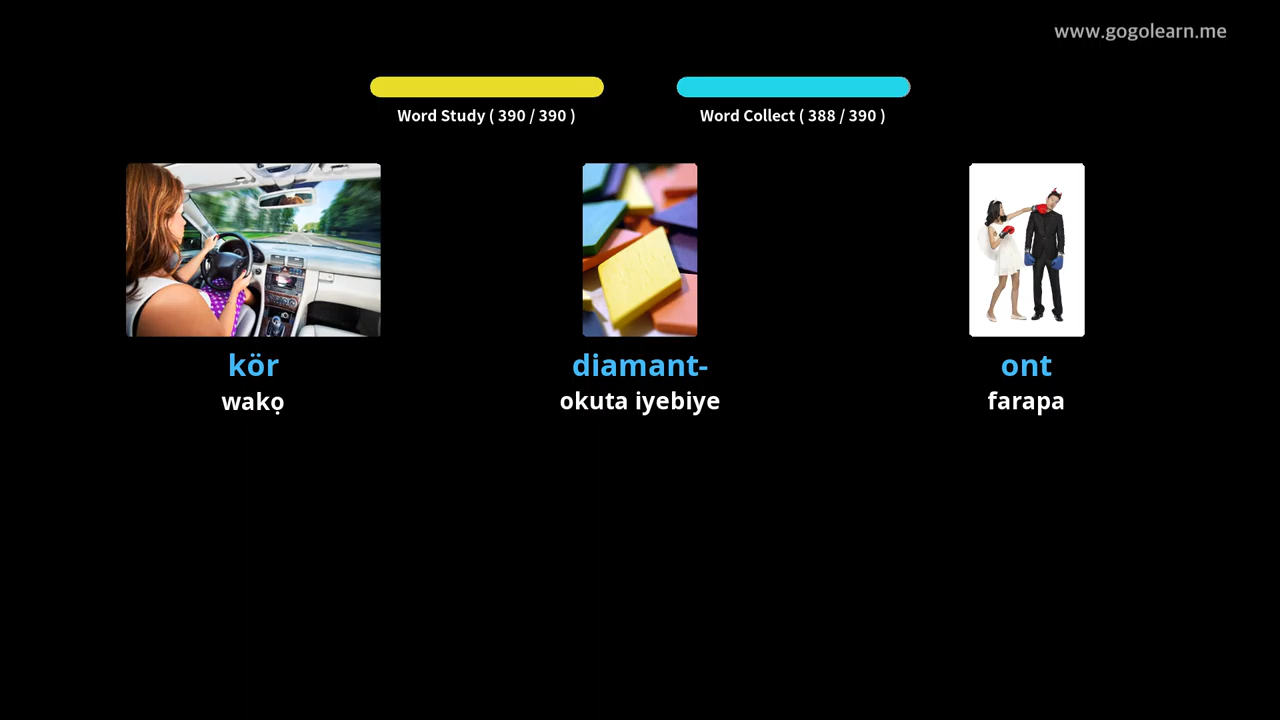 www.gogolearn.me
Word Study ( 390 / 390 )
Word Collect ( 388 / 390 )
kör
diamant-
ont
wakọ
okuta iyebiye
farapa